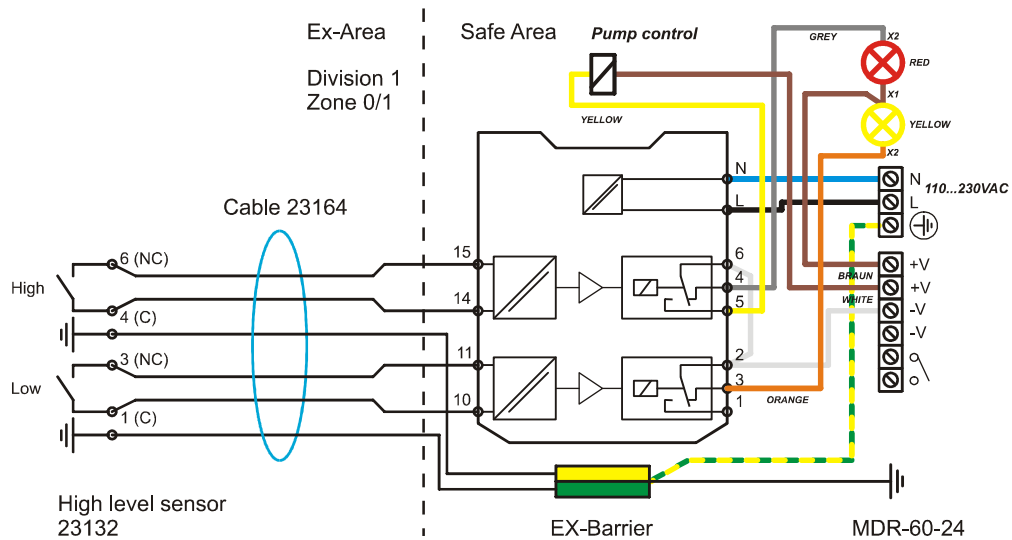 Ex-Area
Safe Area
Pump control
GREY
X2
RED
Division 1
Zone 0/1
X1
YELLOW
YELLOW
X2
N
N
110...230VAC
L
L
Cable 23164
6 (NC)
15
6
+V
BRAUN
High
4
+V
WHITE
14
5
-V
4 (C)
-V
3 (NC)
11
2
Low
3
ORANGE
10
1
1 (C)
High level sensor
23132
EX-Barrier
MDR-60-24